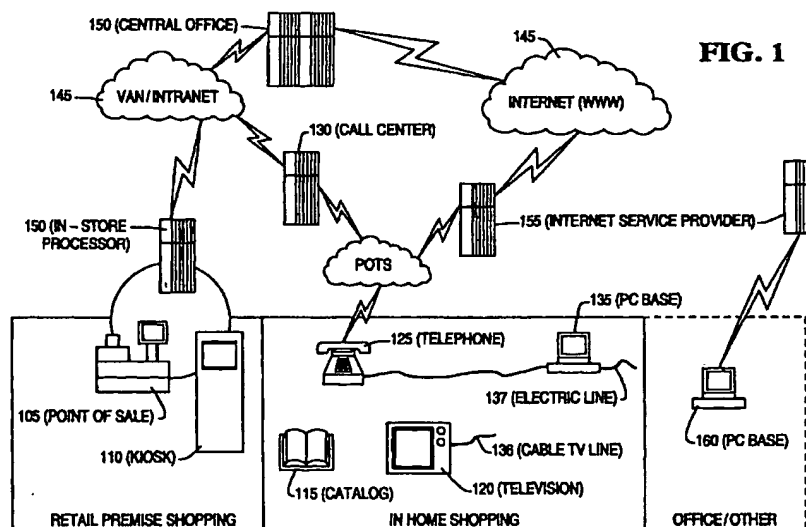 150 (CENTRAL OFFICE)
145
FIG. 1
145
VAN/INTRANET
INTERNET (WWW)
130 (CALL CENTER)
150 (IN-STORE
PROCESSOR)
155 (INTERNET SERVICE PROVIDER)
POTS
135 (PC BASE)
125 (TELEPHONE)
137 (ELECTRIC LINE)
105 (POINT OF SALE)
160 (PC BASE)
110 (KIOSK)
136 (CABLE TV LINE)
115 (CATALOG)
120 (TELEVISION)
RETAIL PREMISE SHOPPING
IN HOME SHOPPING
OFFICE/OTHER